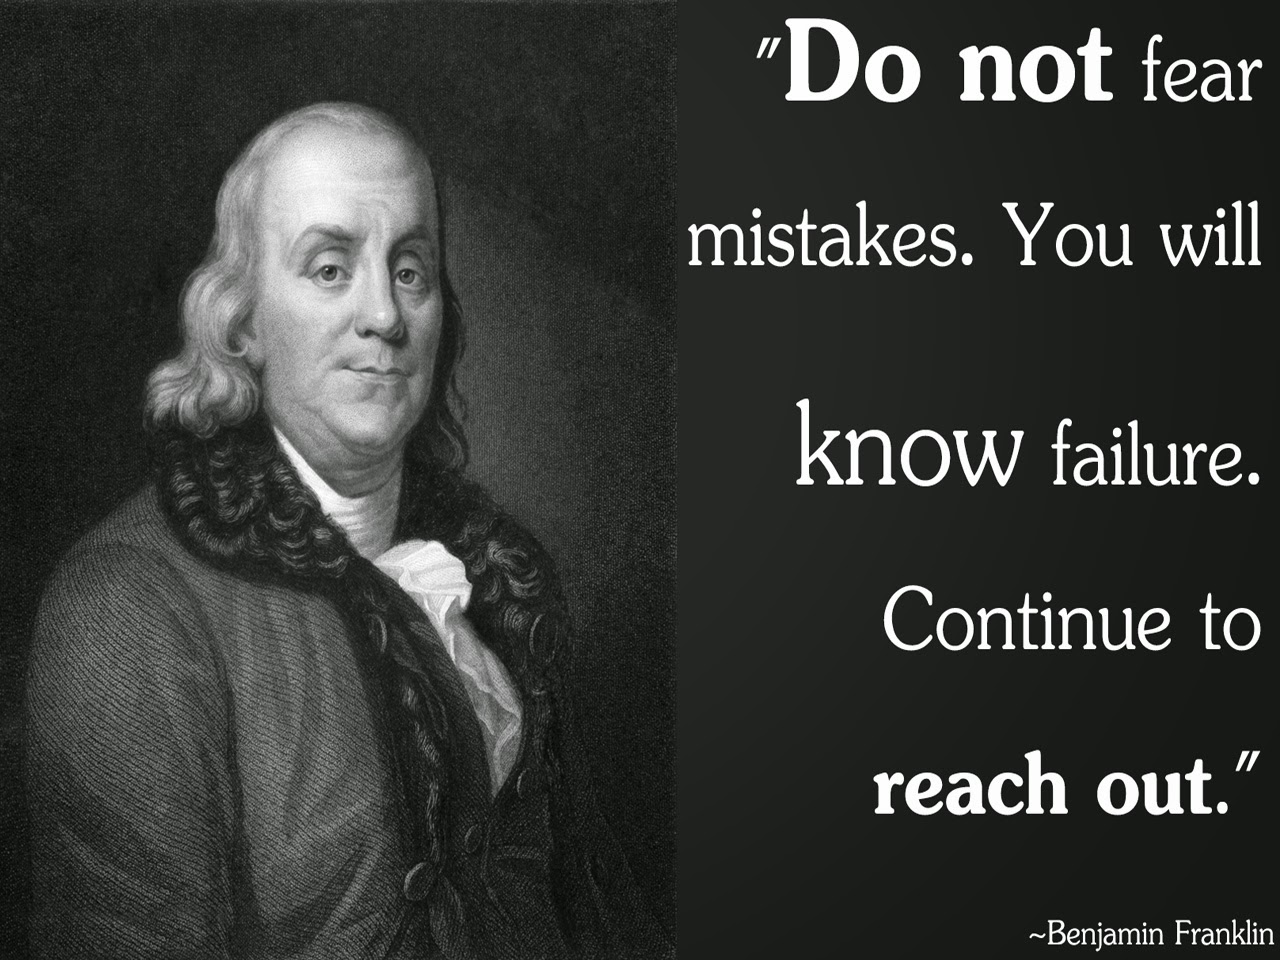 "Do not fear
mistakes. You will
know failure.
Continue to
reach out."
~Benjamin Franklin